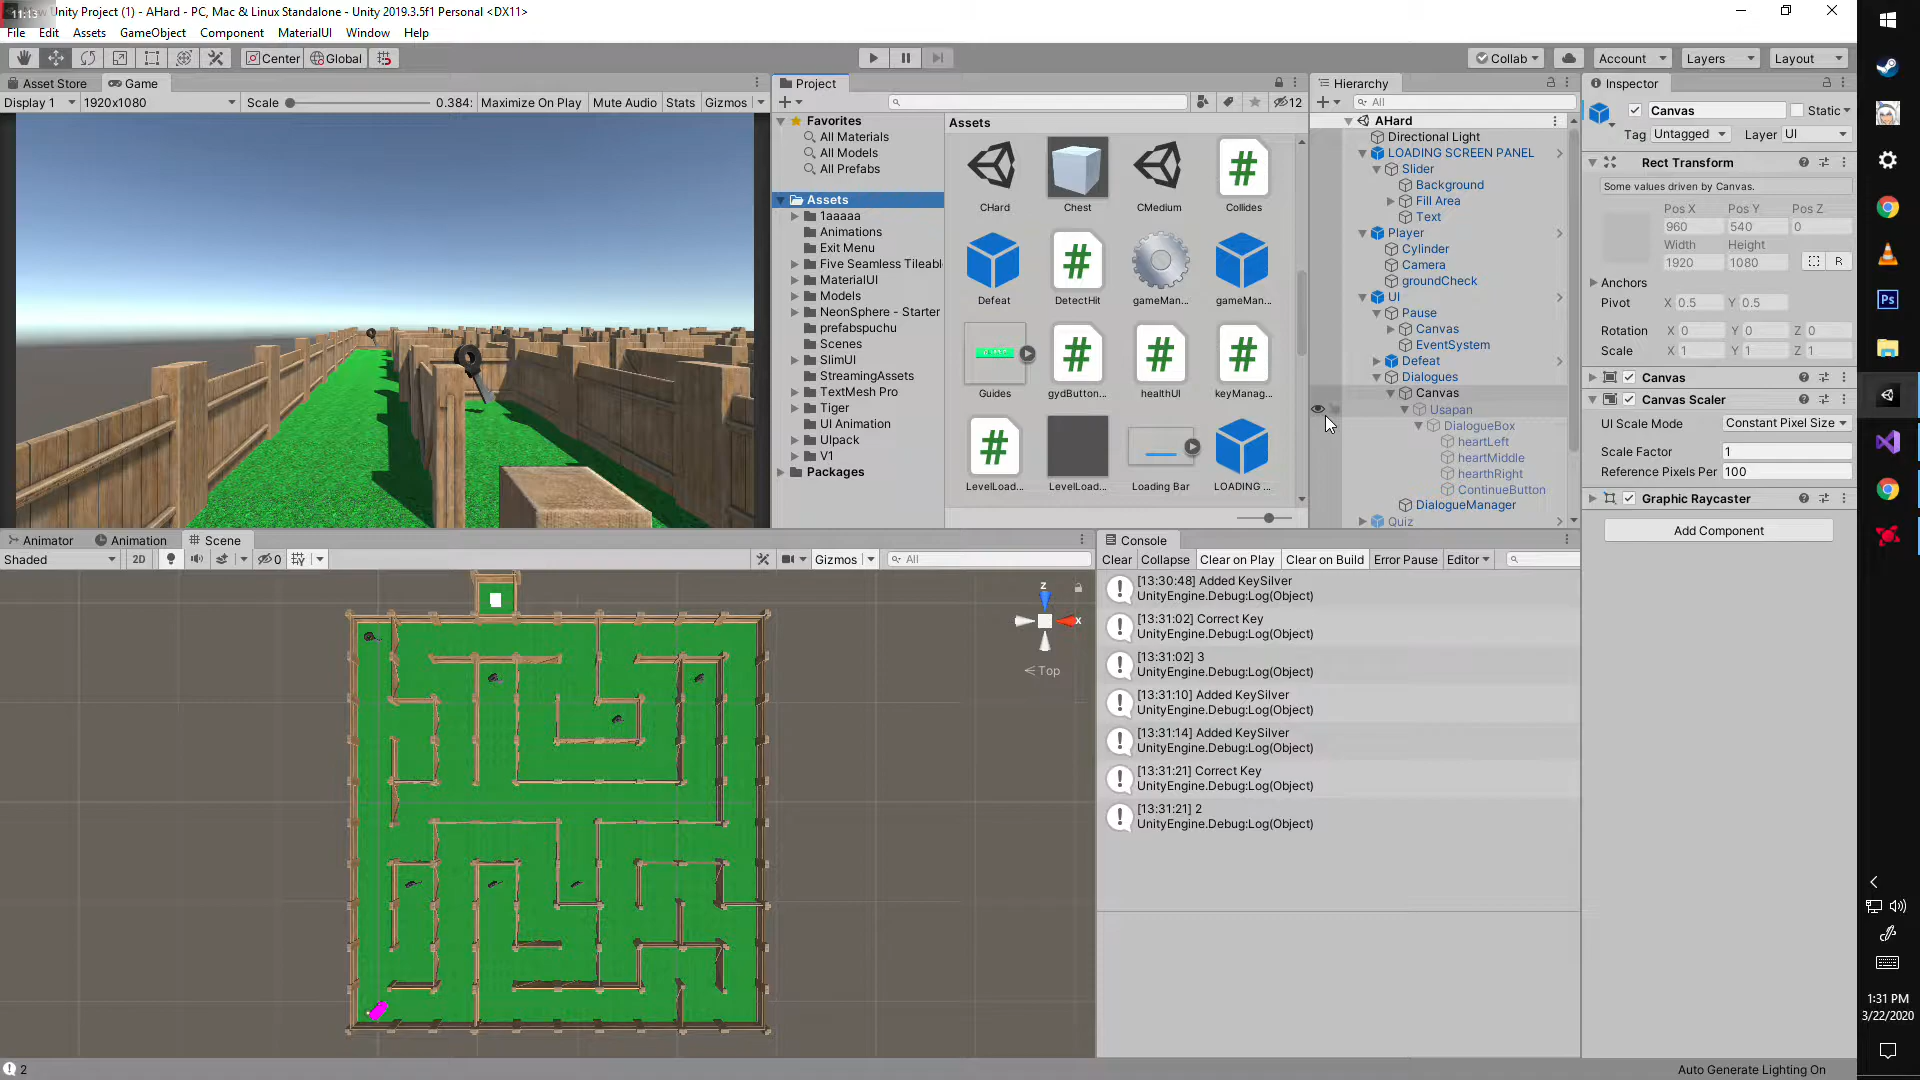 11:13
Unity Project (1) - AHard - PC, Mac & Linux Standalone - Unity 2019.3.5f1 Personal <DX11>
File Edit Assets GameObject Component MaterialUI Window Help
Center Global Collab Account Layers Layout
Asset Store Game
Display 1 1920x1080 Scale 0.384: Maximize On Play Mute Audio Stats Gizmos
Project
12
Favorites
All Materials
All Models
All Prefabs
Assets
1aaaaa
Animations
Exit Menu
Five Seamless Tileabl
MaterialUI
Models
NeonSphere - Starter
prefabspuchu
Scenes
SlimUI
StreamingAssets
TextMesh Pro
Tiger
UI Animation
UIpack
V1
Packages
Assets
CHard Chest CMedium Collides
Defeat DetectHit gameMan... gameMan...
Guides gydButton... healthUI keyManag...
LevelLoad... LevelLoad... Loading Bar LOADING ...
Hierarchy
All
AHard
Directional Light
LOADING SCREEN PANEL
Slider
Background
Fill Area
Text
Player
Cylinder
Camera
groundCheck
UI
Pause
Canvas
EventSystem
Defeat
Dialogues
Canvas
Usapan
DialogueBox
heartLeft
heartMiddle
hearthRight
ContinueButton
DialogueManager
Quiz
Inspector
Canvas Static
Tag Untagged Layer UI
Rect Transform
Some values driven by Canvas.
Pos X Pos Y Pos Z
960 540 0
Width Height
1920 1080 R
Anchors
Pivot X 0.5 Y 0.5
Rotation X 0 Y 0 Z 0
Scale X 1 Y 1 Z 1
Canvas
Canvas Scaler
UI Scale Mode Constant Pixel Size
Scale Factor 1
Reference Pixels Per 100
Graphic Raycaster
Add Component
Animator Animation Scene
Shaded 2D 0 Gizmos All
z
x
Top
Console
Clear Collapse Clear on Play Clear on Build Error Pause Editor
[13:30:48] Added KeySilver
UnityEngine.Debug:Log(Object)
[13:31:02] Correct Key
UnityEngine.Debug:Log(Object)
[13:31:02] 3
UnityEngine.Debug:Log(Object)
[13:31:10] Added KeySilver
UnityEngine.Debug:Log(Object)
[13:31:14] Added KeySilver
UnityEngine.Debug:Log(Object)
[13:31:21] Correct Key
UnityEngine.Debug:Log(Object)
[13:31:21] 2
UnityEngine.Debug:Log(Object)
2
Auto Generate Lighting On
Ps
1:31 PM
3/22/2020